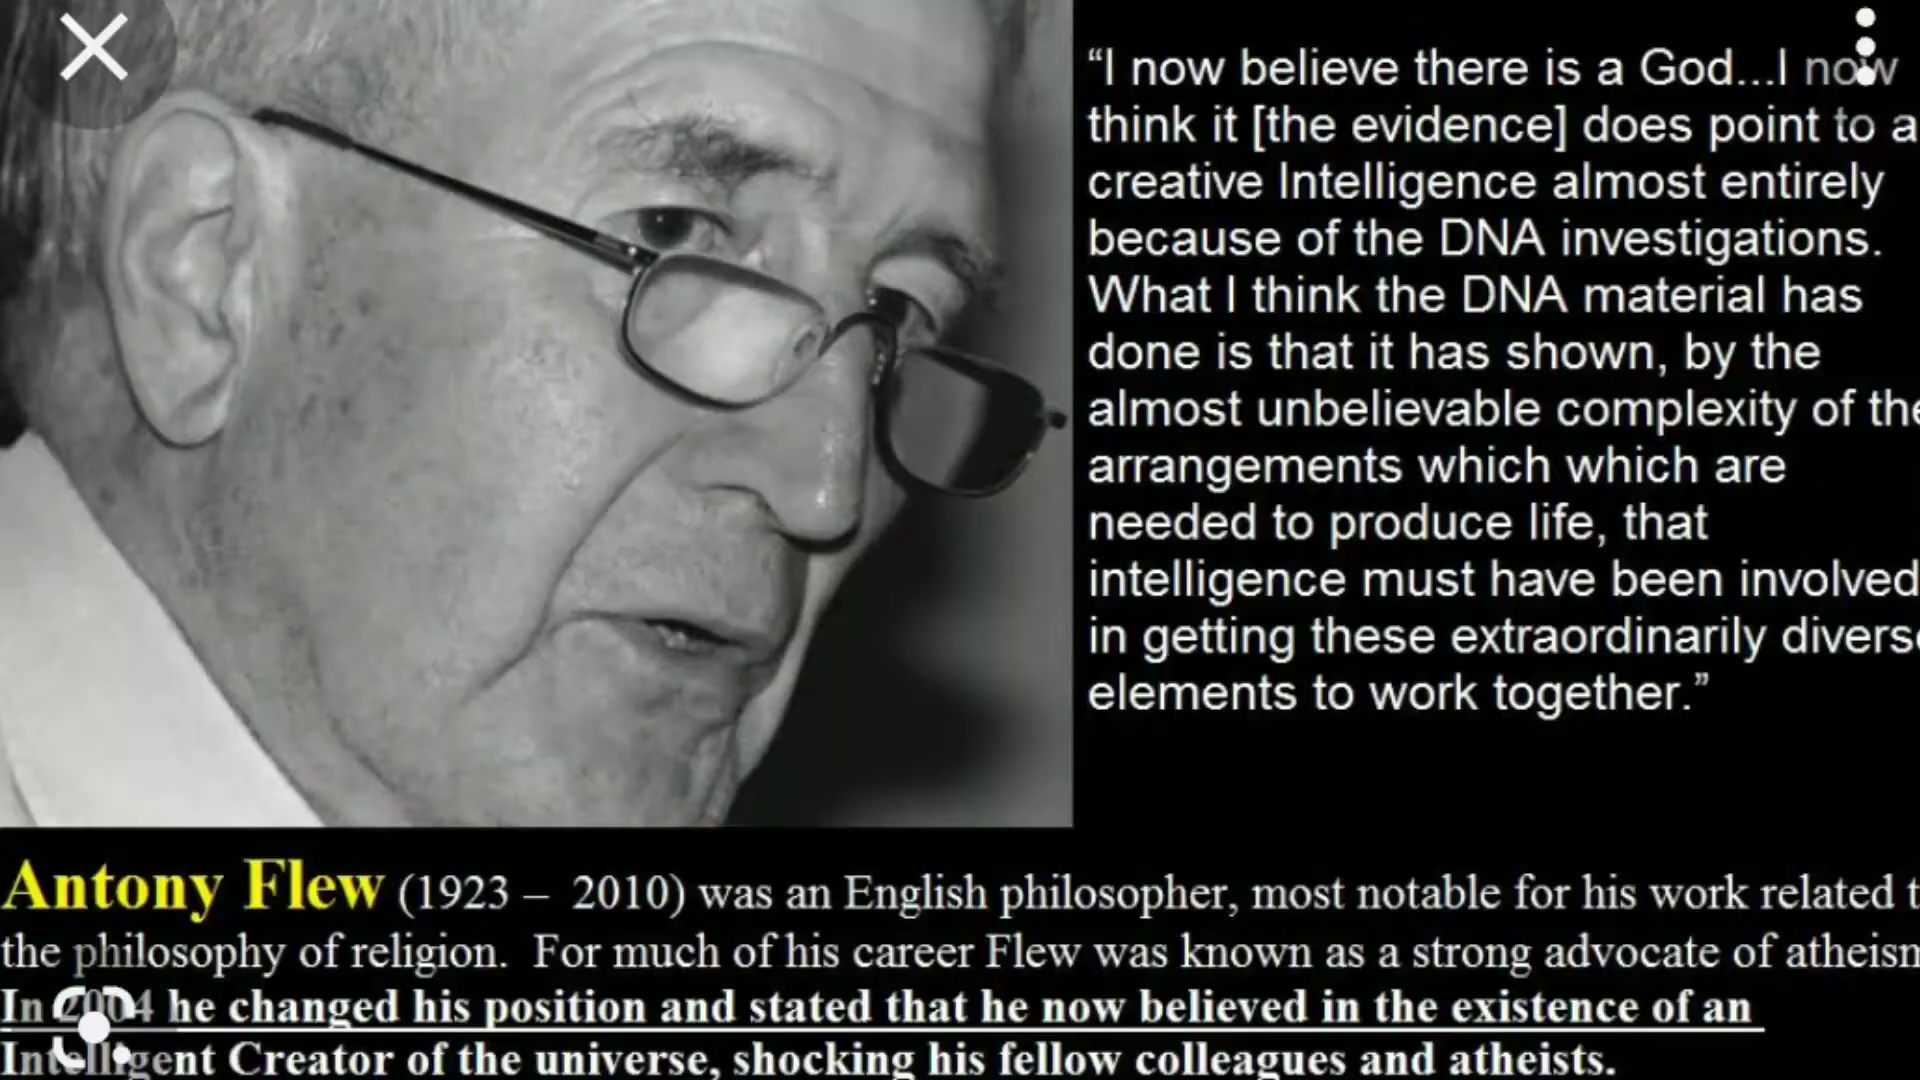 “I now believe there is a God...I now
think it [the evidence] does point to a
creative Intelligence almost entirely
because of the DNA investigations.
What I think the DNA material has
done is that it has shown, by the
almost unbelievable complexity of the
arrangements which which are
needed to produce life, that
intelligence must have been involved
in getting these extraordinarily diverse
elements to work together.”
Antony Flew (1923 – 2010) was an English philosopher, most notable for his work related t
the philosophy of religion. For much of his career Flew was known as a strong advocate of atheism
In 2004 he changed his position and stated that he now believed in the existence of an
Intelligent Creator of the universe, shocking his fellow colleagues and atheists.